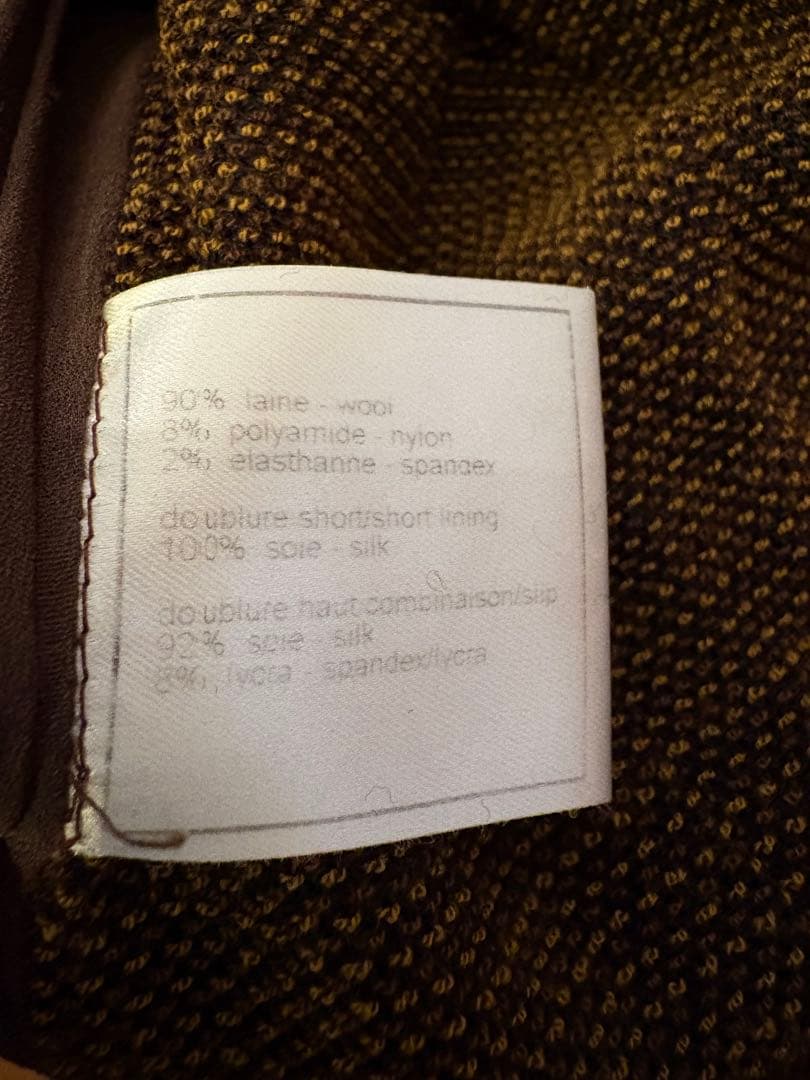 90% laine - wool
8% polyamide - nylon
2% elasthanne - spandex
doublure short/short lining
100% soie - silk
doublure haut combinaison/slip
92% soie - silk
8% lycra - spandex/lycra